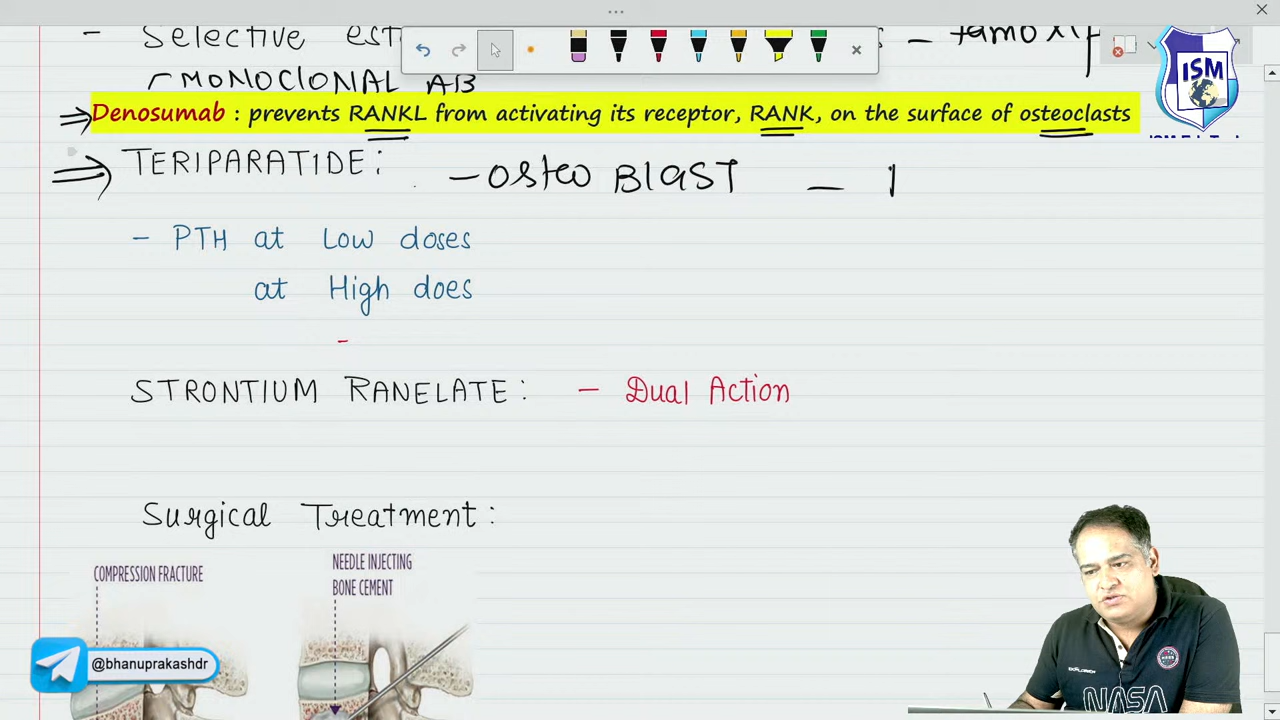 - Selective
- MONOCLONAL AB
⇒ Denosumab : prevents RANKL from activating its receptor, RANK, on the surface of osteoclasts
⇒ TERIPARATIDE: - Osteo BlaST -
- PTH at Low doses
at High does
-
STRONTIUM RANELATE: - Dual Action
Surgical Treatment:
COMPRESSION FRACTURE
NEEDLE INJECTING
BONE CEMENT
@bhanuprakashdr
ISM
NASA